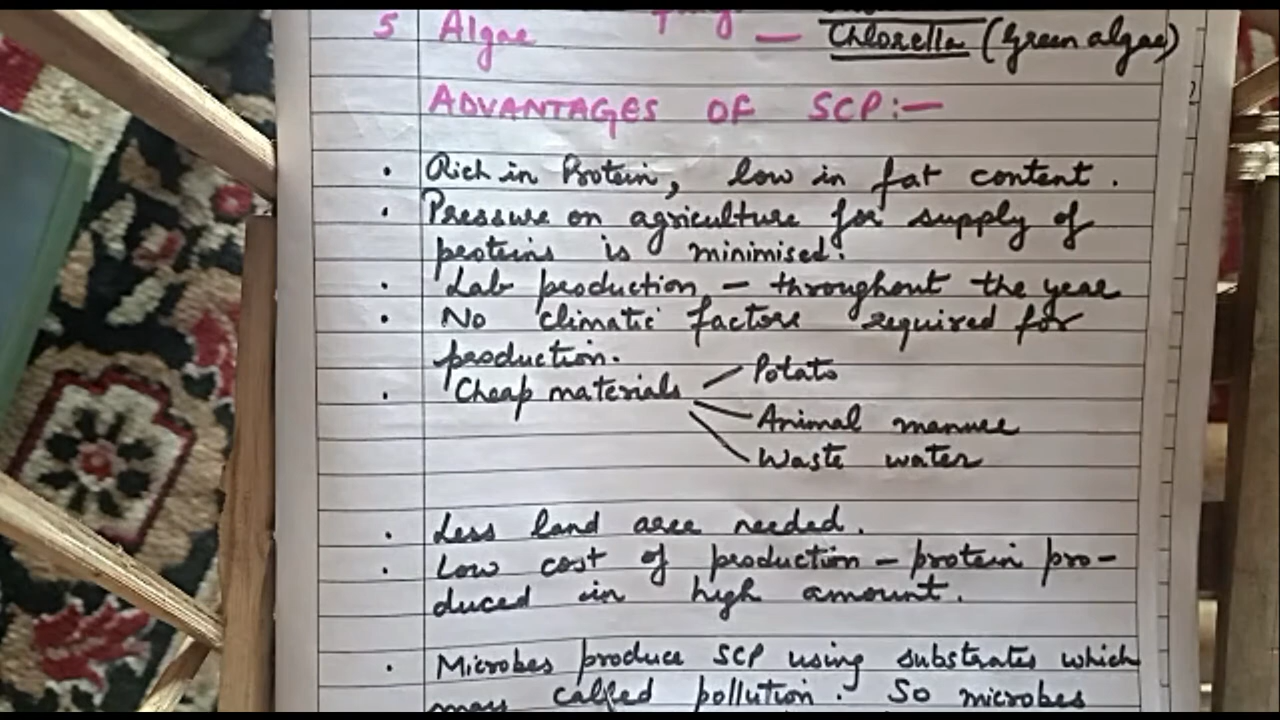 5 Algae — Chlorella (Green algae)
ADVANTAGES OF SCP:—
• Rich in Protein, low in fat content.
• Pressure on agriculture for supply of
proteins is minimised.
• Lab production – throughout the year
• No climatic factors required for
production.
• Cheap materials Potato
Animal manure
Waste water
• Less land area needed.
• Low cost of production – protein pro-
duced in high amount.
• Microbes produce SCP using substrates which
may called pollution. So microbes